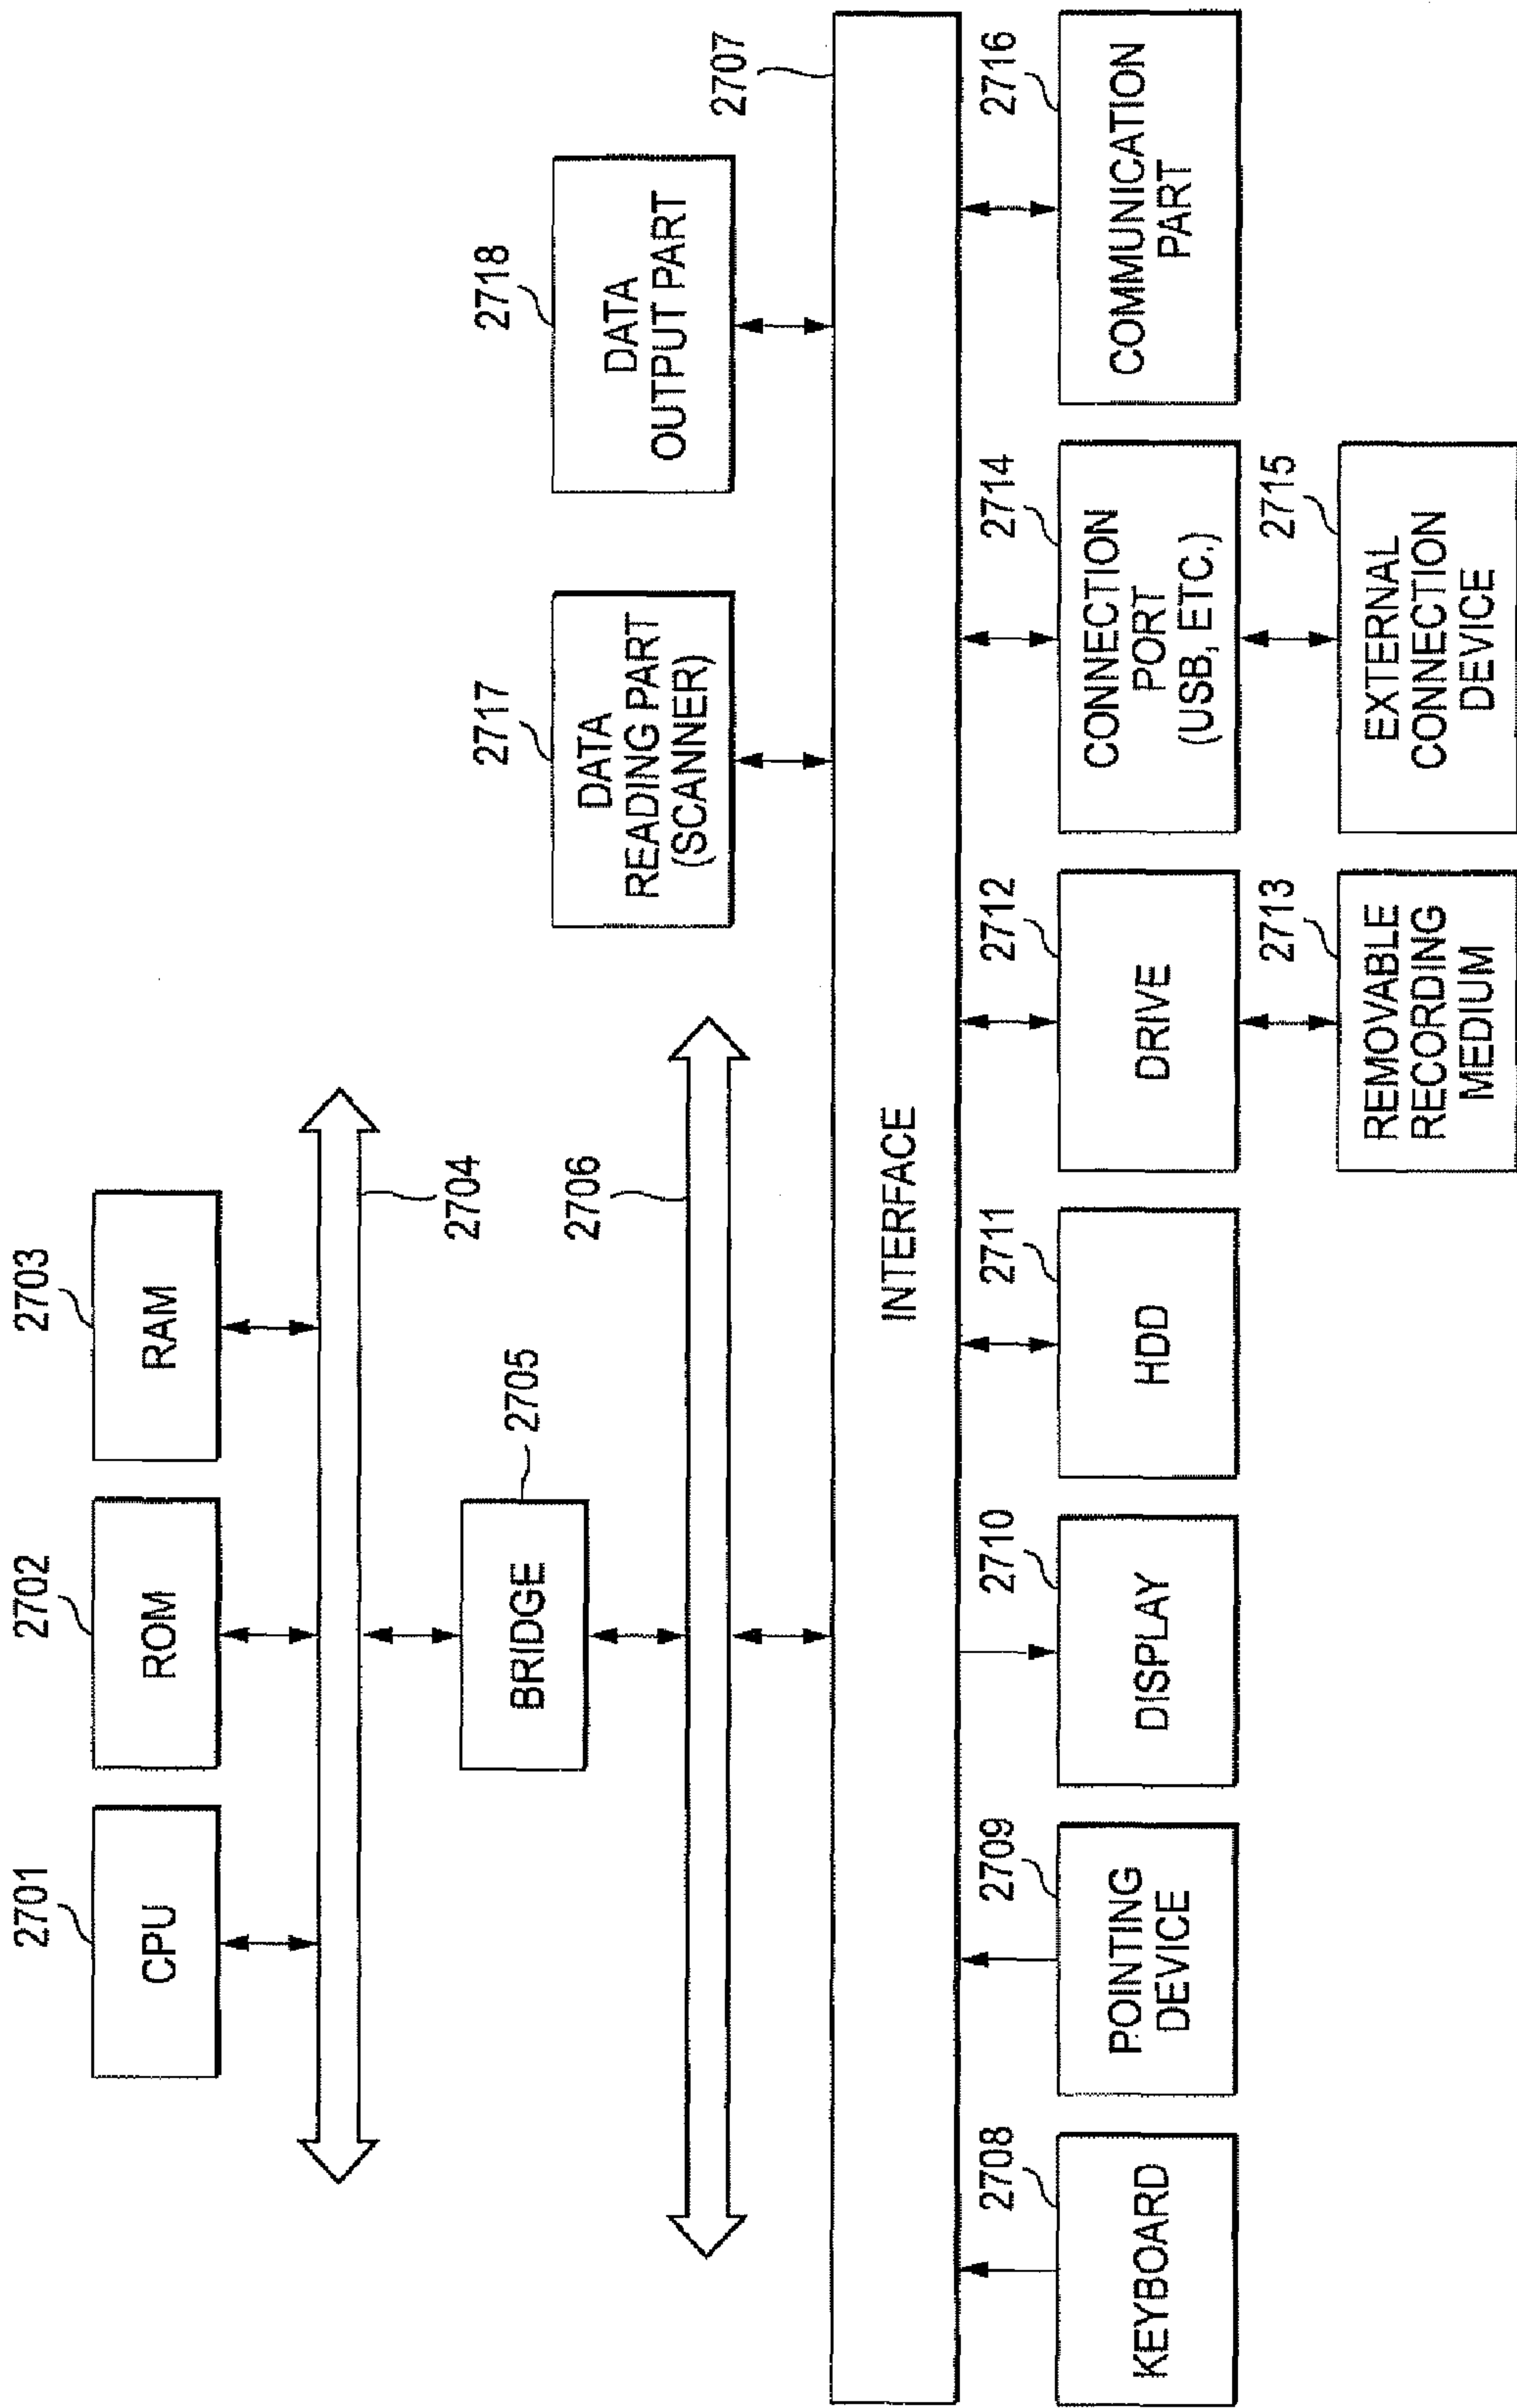 2701
CPU
2702
ROM
2703
RAM
2704
BRIDGE
2705
2706
2717
DATA
READING PART
(SCANNER)
2718
DATA
OUTPUT PART
2707
INTERFACE
2708
KEYBOARD
2709
POINTING
DEVICE
2710
DISPLAY
2711
HDD
2712
DRIVE
2714
CONNECTION
PORT
(USB, ETC.)
2716
COMMUNICATION
PART
2713
REMOVABLE
RECORDING
MEDIUM
2715
EXTERNAL
CONNECTION
DEVICE